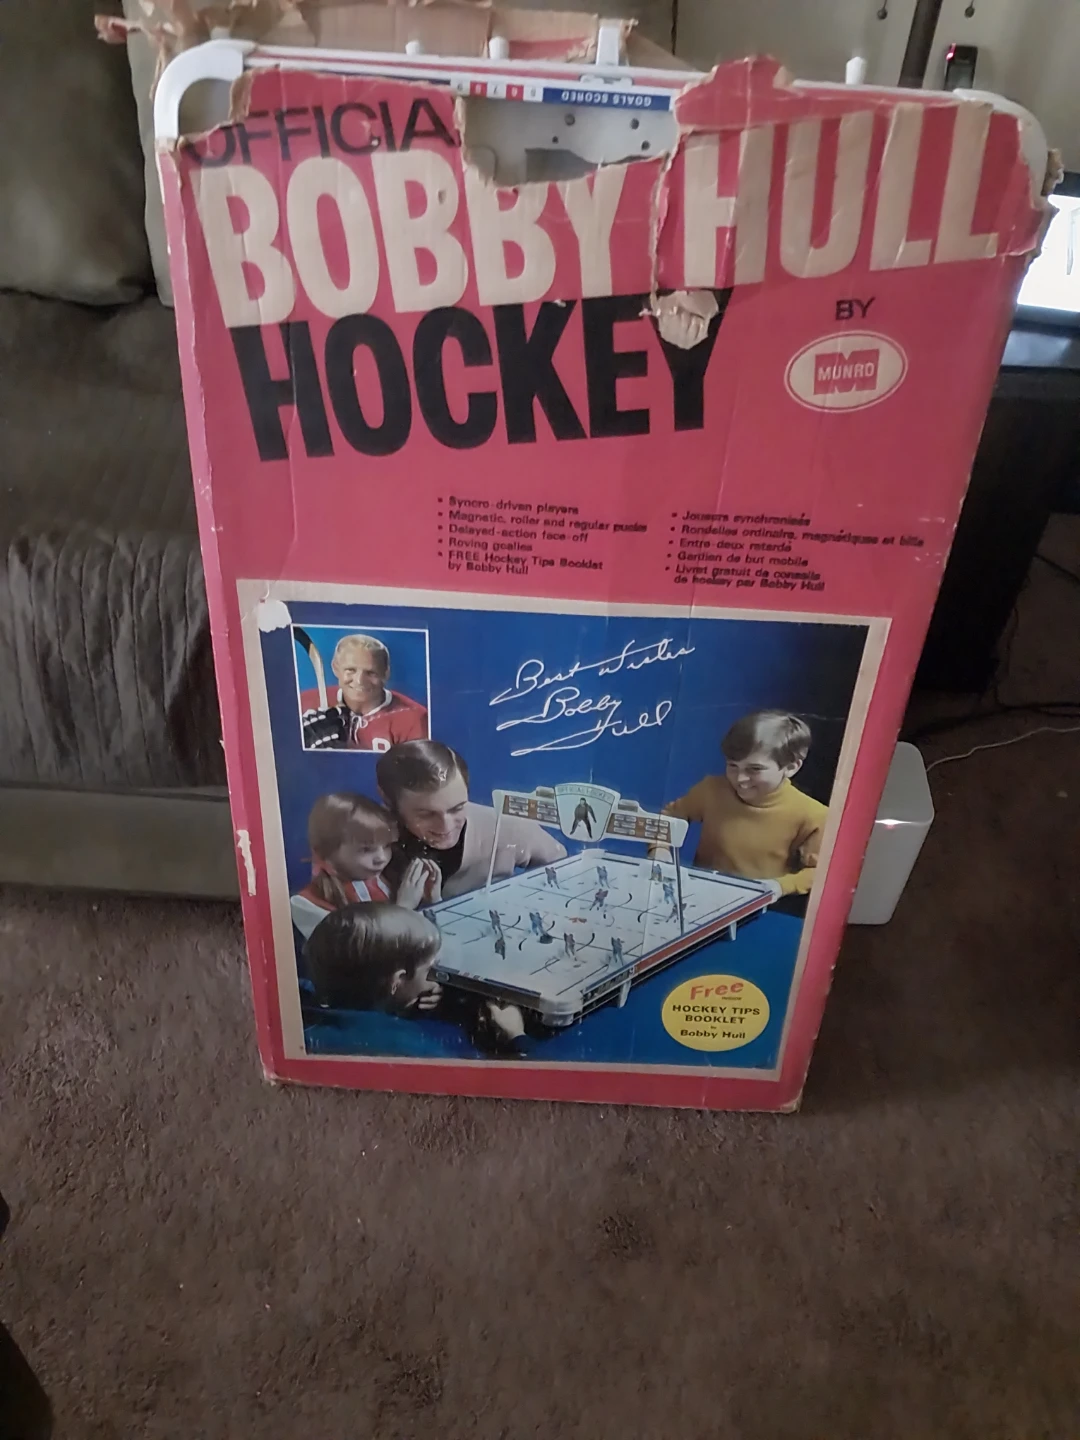 OFFICIA
BOBBY HULL
HOCKEY
BY
MUNRO
GOALS SCORED
• Syncro-driven players
• Magnetic, roller and regular pucks
• Delayed-action face-off
• Roving goalies
• FREE Hockey Tips Booklet
by Bobby Hull
• Joueurs synchronisés
• Rondelles ordinaire, magnétiques et bille
• Entre deux retardé
• Gardien de but mobile
• Livret gratuit de conseils
de hockey par Bobby Hull
Best Wishes
Bobby
Hull
Free
HOCKEY TIPS
BOOKLET
by
Bobby Hull